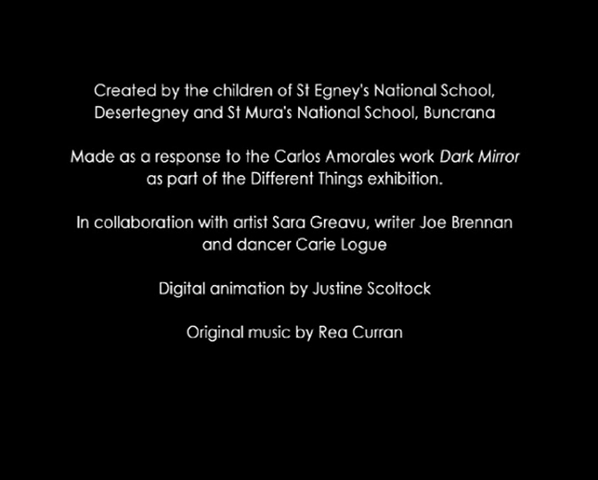 Created by the children of St Egney's National School,
Desertegney and St Mura's National School, Buncrana
Made as a response to the Carlos Amorales work Dark Mirror
as part of the Different Things exhibition.
In collaboration with artist Sara Greavu, writer Joe Brennan
and dancer Carie Logue
Digital animation by Justine Scoltock
Original music by Rea Curran